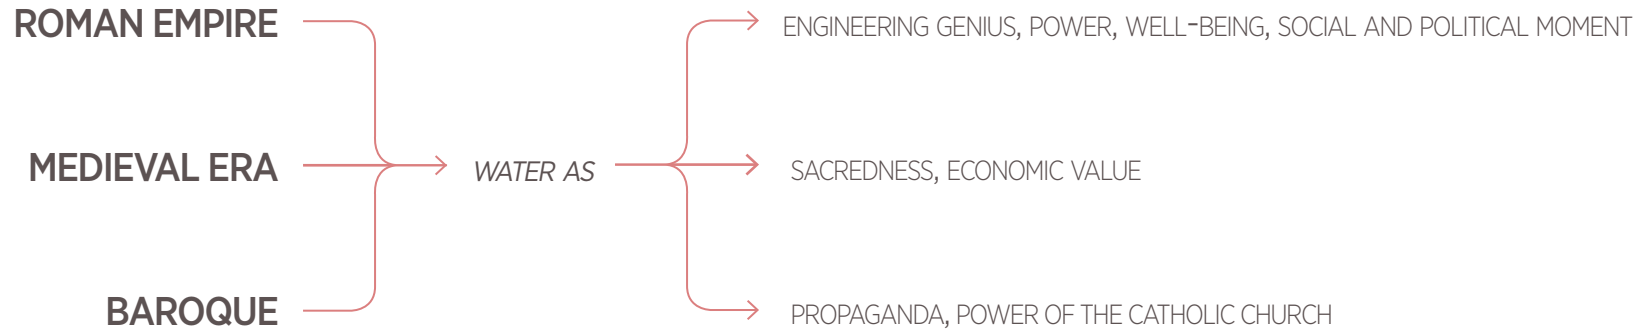 ROMAN EMPIRE
ENGINEERING GENIUS, POWER, WELL-BEING, SOCIAL AND POLITICAL MOMENT
MEDIEVAL ERA
WATER AS
SACREDNESS, ECONOMIC VALUE
BAROQUE
PROPAGANDA, POWER OF THE CATHOLIC CHURCH